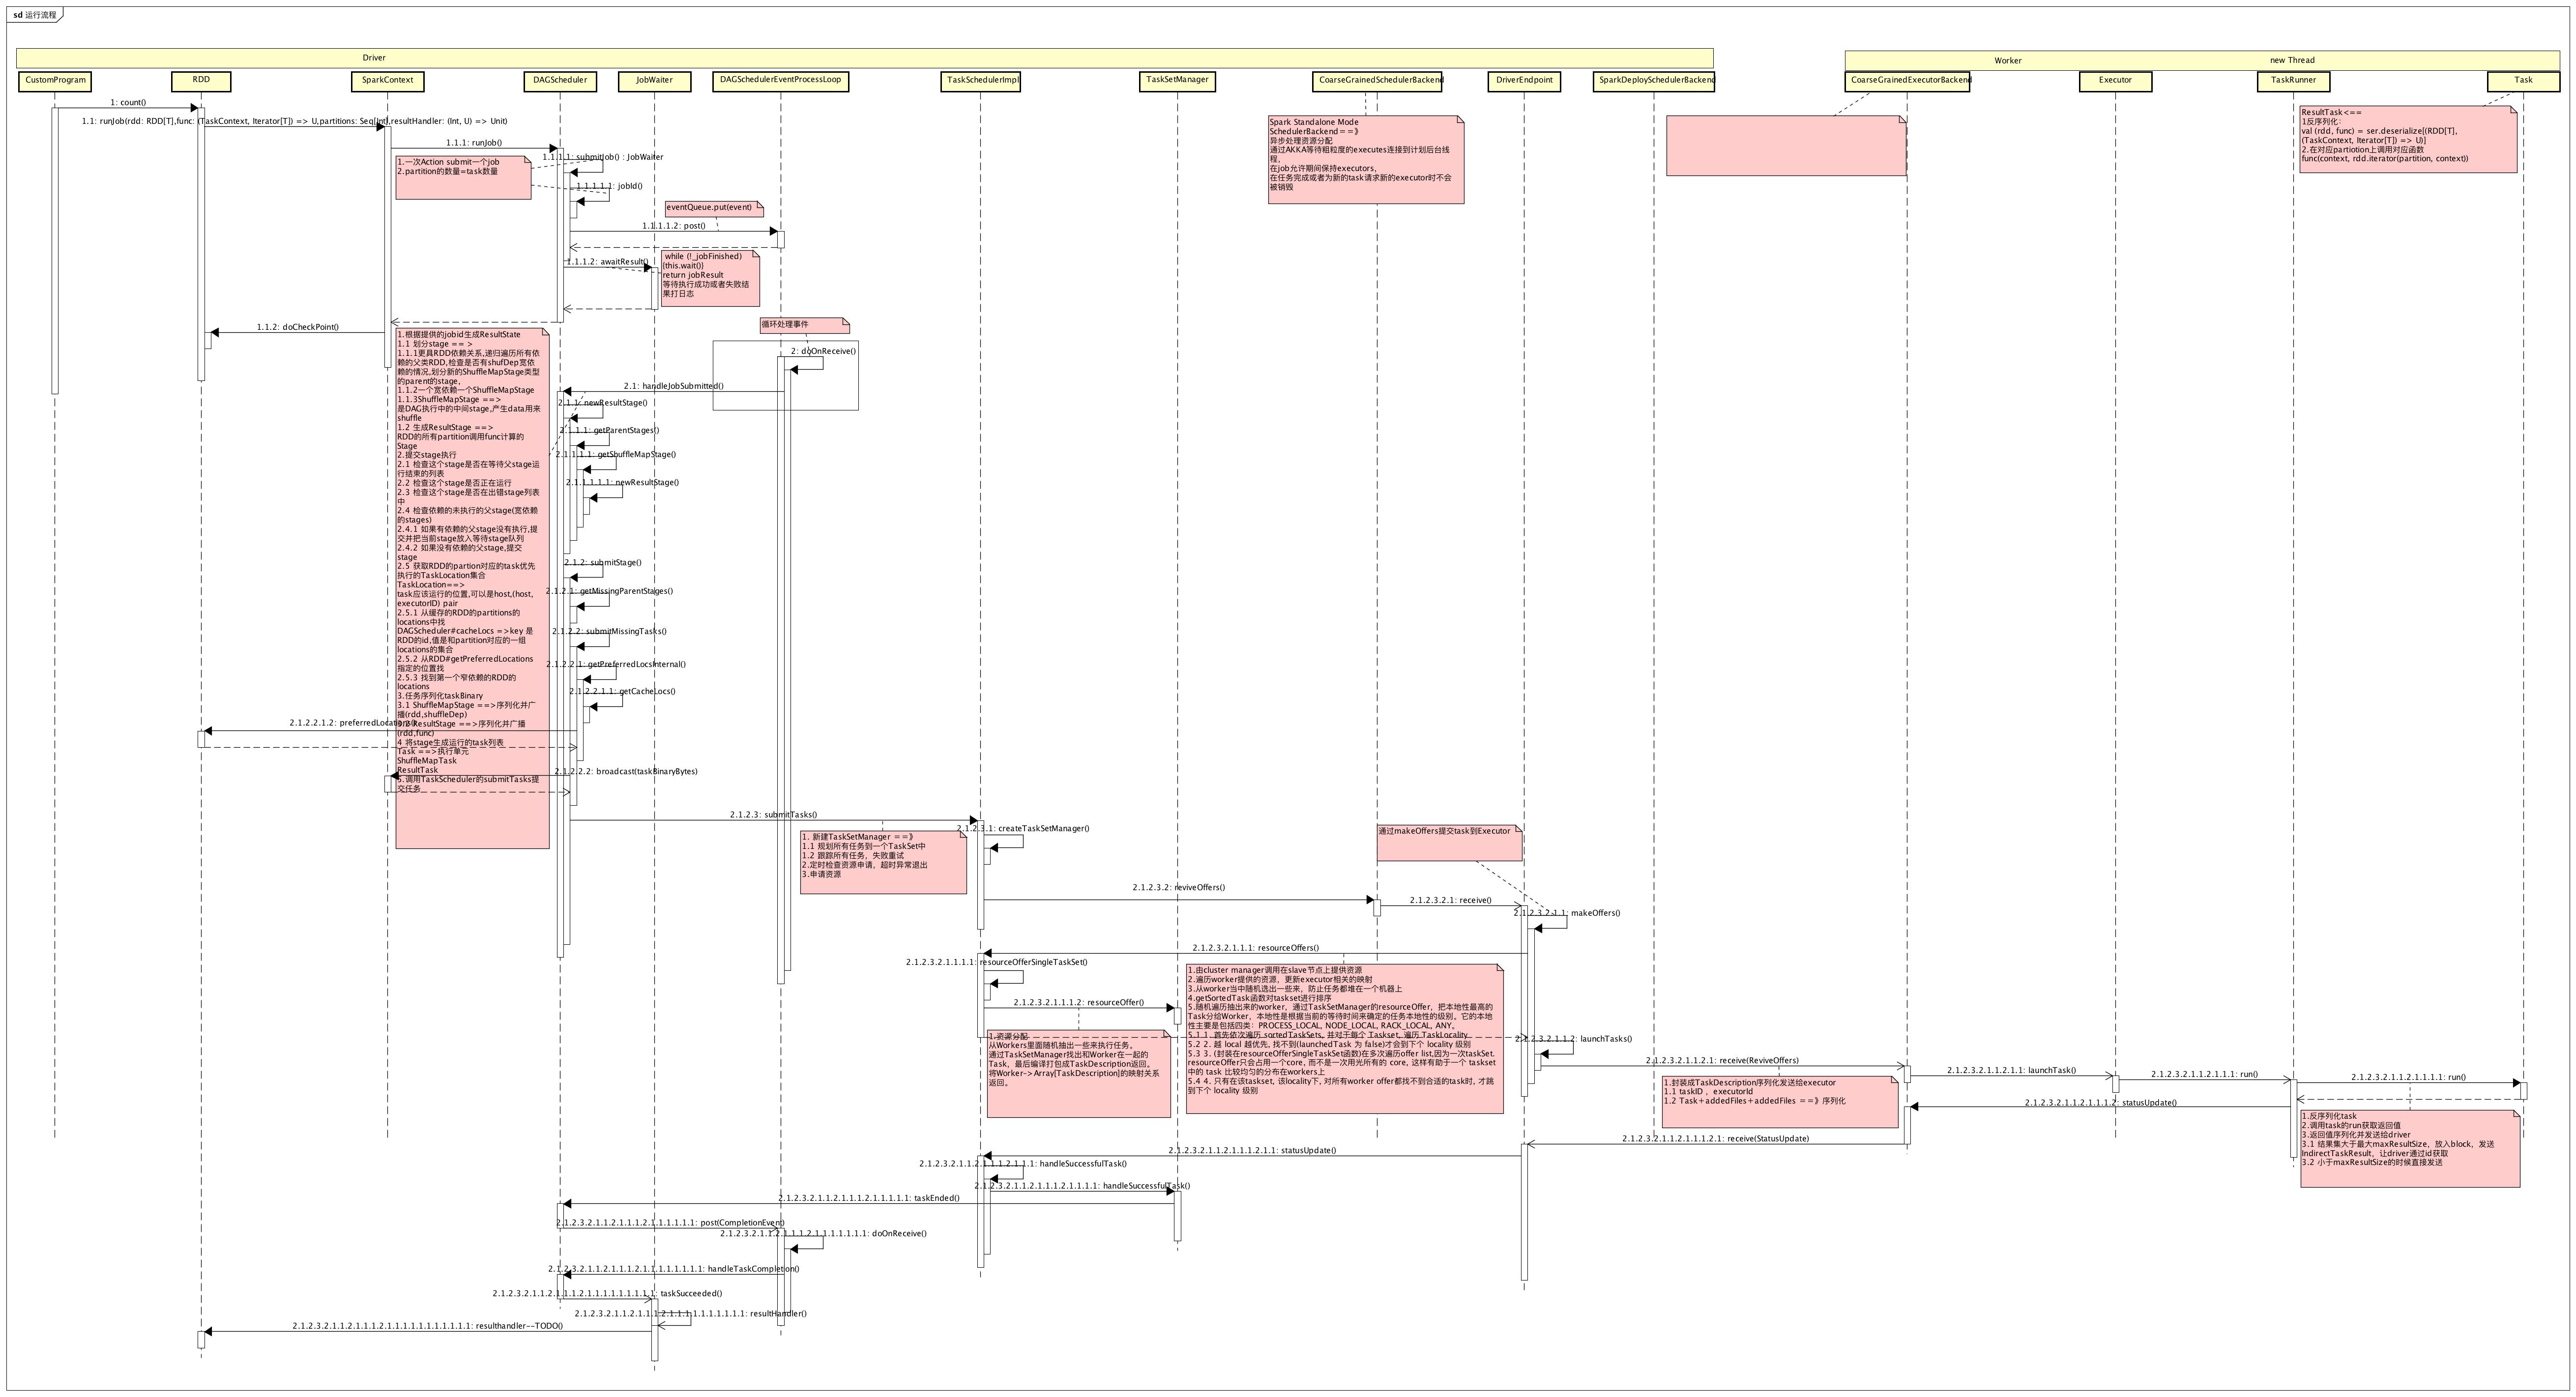 sd 运行流程
Driver
Worker
new Thread
CustomProgram
RDD
SparkContext
DAGScheduler
JobWaiter
DAGSchedulerEventProcessLoop
TaskSchedulerImpl
TaskSetManager
CoarseGrainedSchedulerBackend
DriverEndpoint
SparkDeploySchedulerBackend
CoarseGrainedExecutorBackend
Executor
TaskRunner
Task
1: count()
1.1: runJob(rdd: RDD[T],func: (TaskContext, Iterator[T]) => U,partitions: Seq[Int],resultHandler: (Int, U) => Unit)
1.1.1: runJob()
1.一次Action submit一个job
2.partition的数量=task数量
1.1.1.1: submitJob() : JobWaiter
1.1.1.1.1: jobId()
eventQueue.put(event)
1.1.1.1.2: post()
1.1.1.2: awaitResult()
while (!_jobFinished)
{this.wait()}
return jobResult
等待执行成功或者失败结
果打日志
Spark Standalone Mode
SchedulerBackend==》
异步处理资源分配
通过AKKA等待粗粒度的executes连接到计划后台线
程，
在job允许期间保持executors，
在任务完成或者为新的task请求新的executor时不会
被销毁
ResultTask<==
1反序列化：
val (rdd, func) = ser.deserialize[(RDD[T],
(TaskContext, Iterator[T]) => U)]
2.在对应partiotion上调用对应函数
func(context, rdd.iterator(partition, context))
1.1.2: doCheckPoint()
循环处理事件
2: doOnReceive()
2.1: handleJobSubmitted()
1.根据提供的jobid生成ResultState
1.1 划分stage == >
1.1.1更具RDD依赖关系,递归遍历所有依
赖的父类RDD,检查是否有shufDep宽依
赖的情况,划分新的ShuffleMapStage类型
的parent的stage,
1.1.2一个宽依赖一个ShuffleMapStage
1.1.3ShuffleMapStage ==>
是DAG执行中的中间stage,产生data用来
shuffle
1.2 生成ResultStage ==>
RDD的所有partition调用func计算的
Stage
2.提交stage执行
2.1 检查这个stage是否在等待父stage运
行结束的列表
2.2 检查这个stage是否正在运行
2.3 检查这个stage是否在出错stage列表
中
2.4 检查依赖的未执行的父stage(宽依赖
的stages)
2.4.1 如果有依赖的父stage没有执行,提
交并把当前stage放入等待stage队列
2.4.2 如果没有依赖的父stage,提交
stage
2.5 获取RDD的partion对应的task优先
执行的TaskLocation集合
TaskLocation==>
task应该运行的位置,可以是host,(host,
executorID) pair
2.5.1 从缓存的RDD的partitions的
locations中找
DAGScheduler#cacheLocs =>key 是
RDD的id,值是和partition对应的一组
locations的集合
2.5.2 从RDD#getPreferredLocations
指定的位置找
2.5.3 找到第一个窄依赖的RDD的
locations
3.任务序列化taskBinary
3.1 ShuffleMapStage ==>序列化并广
播(rdd,shuffleDep)
3.2 ResultStage ==>序列化并广播
(rdd,func)
4 将stage生成运行的task列表
Task ==>执行单元
ShuffleMapTask
ResultTask
5.调用TaskScheduler的submitTasks提
交任务
2.1.1: newResultStage()
2.1.1.1: getParentStages()
2.1.1.1.1: getShuffleMapStage()
2.1.1.1.1.1: newResultStage()
2.1.2: submitStage()
2.1.2.1: getMissingParentStages()
2.1.2.2: submitMissingTasks()
2.1.2.2.1: getPreferredLocsInternal()
2.1.2.2.1.1: getCacheLocs()
2.1.2.2.1.2: preferredLocations()
2.1.2.2.2: broadcast(taskBinaryBytes)
2.1.2.3: submitTasks()
1. 新建TaskSetManager ==》
1.1 规划所有任务到一个TaskSet中
1.2 跟踪所有任务，失败重试
2.定时检查资源申请，超时异常退出
3.申请资源
2.1.2.3.1: createTaskSetManager()
通过makeOffers提交task到Executor
2.1.2.3.2: reviveOffers()
2.1.2.3.2.1: receive()
2.1.2.3.2.1.1: makeOffers()
2.1.2.3.2.1.1.1: resourceOffers()
2.1.2.3.2.1.1.1.1: resourceOfferSingleTaskSet()
2.1.2.3.2.1.1.1.2: resourceOffer()
1.资源分配
从Workers里面随机抽出一些来执行任务。
通过TaskSetManager找出和Worker在一起的
Task，最后编译打包成TaskDescription返回。
将Worker->Array[TaskDescription]的映射关系
返回。
1.由cluster manager调用在slave节点上提供资源
2.遍历worker提供的资源，更新executor相关的映射
3.从worker当中随机选出一些来，防止任务都堆在一个机器上
4.getSortedTask函数对taskset进行排序
5.随机遍历抽出来的worker，通过TaskSetManager的resourceOffer，把本地性最高的
Task分给Worker，本地性是根据当前的等待时间来确定的任务本地性的级别。它的本地
性主要是包括四类：PROCESS_LOCAL, NODE_LOCAL, RACK_LOCAL, ANY。
5.1 1. 首先依次遍历 sortedTaskSets, 并对于每个 Taskset, 遍历 TaskLocality
5.2 2. 越 local 越优先, 找不到(launchedTask 为 false)才会到下个 locality 级别
5.3 3. (封装在resourceOfferSingleTaskSet函数)在多次遍历offer list,因为一次taskSet.
resourceOffer只会占用一个core, 而不是一次用光所有的 core, 这样有助于一个 taskset
中的 task 比较均匀的分布在workers上
5.4 4. 只有在该taskset, 该locality下, 对所有worker offer都找不到合适的task时, 才跳
到下个 locality 级别
2.1.2.3.2.1.1.2: launchTasks()
2.1.2.3.2.1.1.2.1: receive(ReviveOffers)
1.封装成TaskDescription序列化发送给executor
1.1 taskID ，executorId
1.2 Task+addedFiles+addedFiles ==》序列化
2.1.2.3.2.1.1.2.1.1: launchTask()
2.1.2.3.2.1.1.2.1.1.1: run()
2.1.2.3.2.1.1.2.1.1.1.1: run()
2.1.2.3.2.1.1.2.1.1.1.2: statusUpdate()
1.反序列化task
2.调用task的run获取返回值
3.返回值序列化并发送给driver
3.1 结果集大于最大maxResultSize，放入block，发送
IndirectTaskResult，让driver通过id获取
3.2 小于maxResultSize的时候直接发送
2.1.2.3.2.1.1.2.1.1.1.2.1: receive(StatusUpdate)
2.1.2.3.2.1.1.2.1.1.1.2.1.1: statusUpdate()
2.1.2.3.2.1.1.2.1.1.1.2.1.1.1: handleSuccessfulTask()
2.1.2.3.2.1.1.2.1.1.1.2.1.1.1.1: handleSuccessfulTask()
2.1.2.3.2.1.1.2.1.1.1.2.1.1.1.1.1: taskEnded()
2.1.2.3.2.1.1.2.1.1.1.2.1.1.1.1.1.1: post(CompletionEvent)
2.1.2.3.2.1.1.2.1.1.1.2.1.1.1.1.1.1.1: doOnReceive()
2.1.2.3.2.1.1.2.1.1.1.2.1.1.1.1.1.1.1.1: handleTaskCompletion()
2.1.2.3.2.1.1.2.1.1.1.2.1.1.1.1.1.1.1.1.1: taskSucceeded()
2.1.2.3.2.1.1.2.1.1.1.2.1.1.1.1.1.1.1.1.1.1: resultHandler()
2.1.2.3.2.1.1.2.1.1.1.2.1.1.1.1.1.1.1.1.1.1.1: resulthandler--TODO()